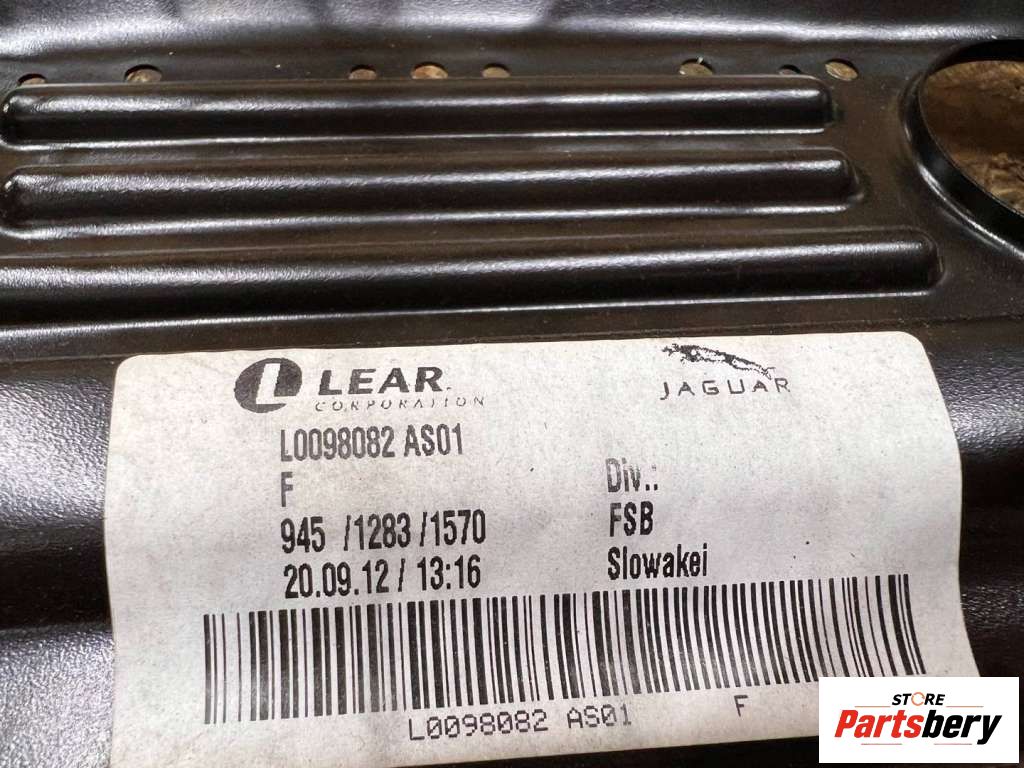 LEAR.
CORPORATION
JAGUAR
L0098082 AS01
F
Div.:
945 /1283 /1570
FSB
20.09.12 / 13:16
Slowakei
L0098082 AS01 F
STORE
Partsbery